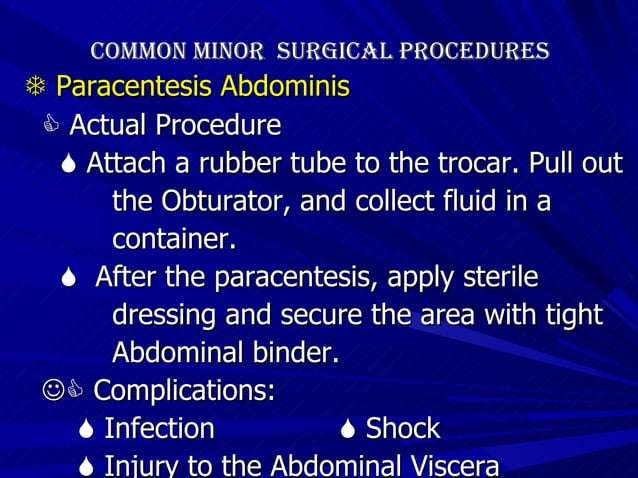 COMMON MINOR SURGICAL PROCEDURES
Paracentesis Abdominis
Actual Procedure
Attach a rubber tube to the trocar. Pull out
the Obturator, and collect fluid in a
container.
After the paracentesis, apply sterile
dressing and secure the area with tight
Abdominal binder.
Complications:
Infection Shock
Injury to the Abdominal Viscera